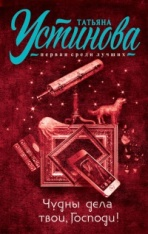 ТАТЬЯНА
Устинова
первая среди лучших
Чудны дела
твои, Господи!